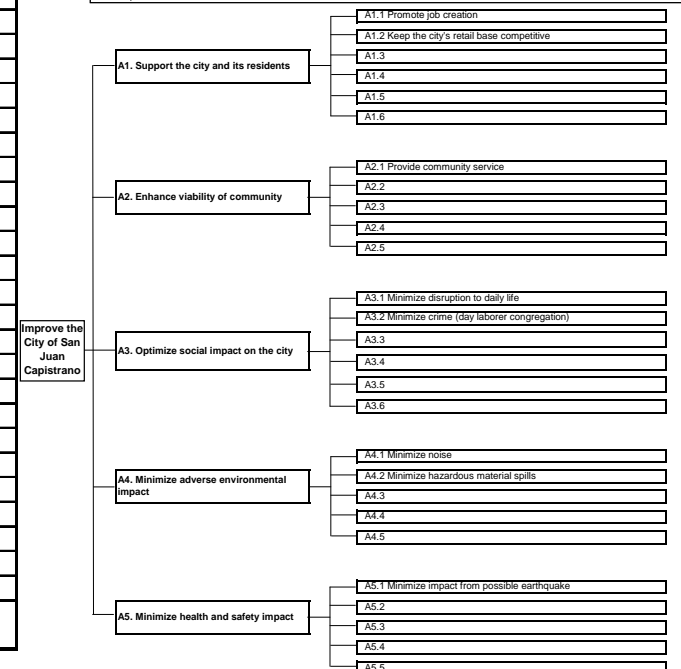 Improve the
City of San
Juan
Capistrano
A1. Support the city and its residents
A1.1 Promote job creation
A1.2 Keep the city's retail base competitive
A1.3
A1.4
A1.5
A1.6
A2. Enhance viability of community
A2.1 Provide community service
A2.2
A2.3
A2.4
A2.5
A3. Optimize social impact on the city
A3.1 Minimize disruption to daily life
A3.2 Minimize crime (day laborer congregation)
A3.3
A3.4
A3.5
A3.6
A4. Minimize adverse environmental
impact
A4.1 Minimize noise
A4.2 Minimize hazardous material spills
A4.3
A4.4
A4.5
A5. Minimize health and safety impact
A5.1 Minimize impact from possible earthquake
A5.2
A5.3
A5.4
A5.5